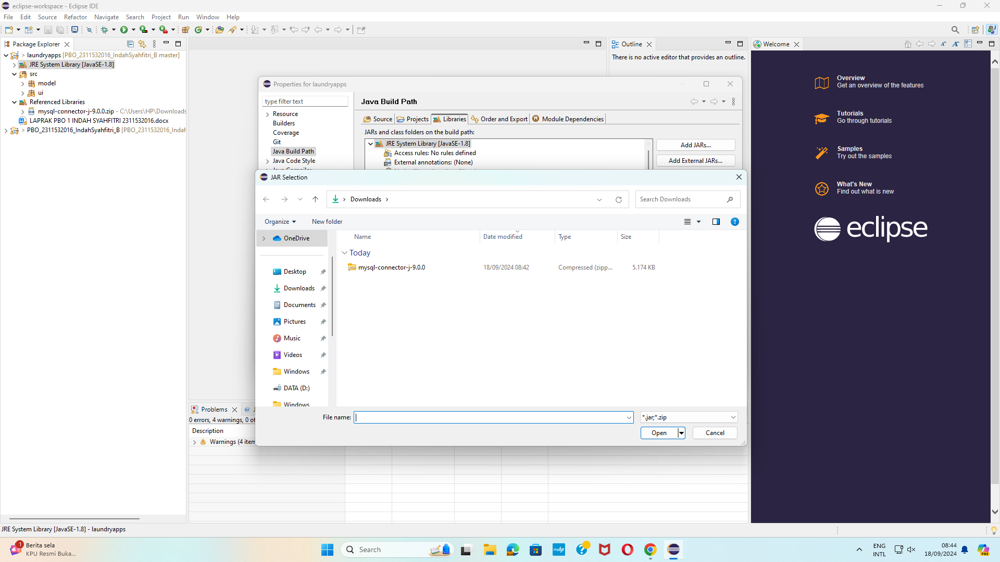 eclipse-workspace - Eclipse IDE
File Edit Source Refactor Navigate Search Project Run Window Help
Package Explorer
> laundryapps [PBO_2311532016_IndahSyahfitri_B master]
JRE System Library [JavaSE-1.8]
src
model
ui
Referenced Libraries
mysql-connector-j-9.0.0.zip - C:\Users\HP\Downloads
LAPRAK PBO 1 INDAH SYAHFITRI 2311532016.docx
> PBO_2311532016_IndahSyahfitri_B [PBO_2311532016_Indah
Outline
There is no active editor that provides an outline.
Welcome
Overview
Get an overview of the features
Tutorials
Go through tutorials
Samples
Try out the samples
What's New
Find out what is new
eclipse
Properties for laundryapps
type filter text
Resource
Builders
Coverage
Git
Java Build Path
Java Code Style
Java Build Path
Source Projects Libraries Order and Export Module Dependencies
JARs and class folders on the build path:
JRE System Library [JavaSE-1.8]
Access rules: No rules defined
External annotations: (None)
Add JARs...
Add External JARs...
JAR Selection
Downloads
Search Downloads
Organize New folder
OneDrive
Desktop
Downloads
Documents
Pictures
Music
Videos
Windows
DATA (D:)
Windows
Name Date modified Type Size
Today
mysql-connector-j-9.0.0 18/09/2024 08:42 Compressed (zipp... 5.174 KB
File name:
*.jar;*.zip
Open Cancel
Problems
0 errors, 4 warnings, 0 ot
Description
Warnings (4 item
JRE System Library [JavaSE-1.8] - laundryapps
1
Berita sela
KPU Resmi Buka...
Search
myhp
PRE
ENG
INTL
08:44
18/09/2024